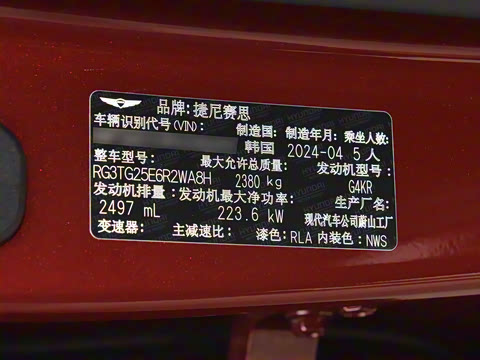 品牌:捷尼赛思
车辆识别代号(VIN): 制造国: 制造年月: 乘坐人数:
韩国 2024-04 5人
整车型号: 最大允许总质量: 发动机型号:
RG3TG25E6R2WA8H 2380 kg G4KR
发动机排量: 发动机最大净功率: 生产厂名:
2497 mL 223.6 kW 现代汽车公司蔚山工厂
变速器: 主减速比: 漆色:RLA 内装色:NWS